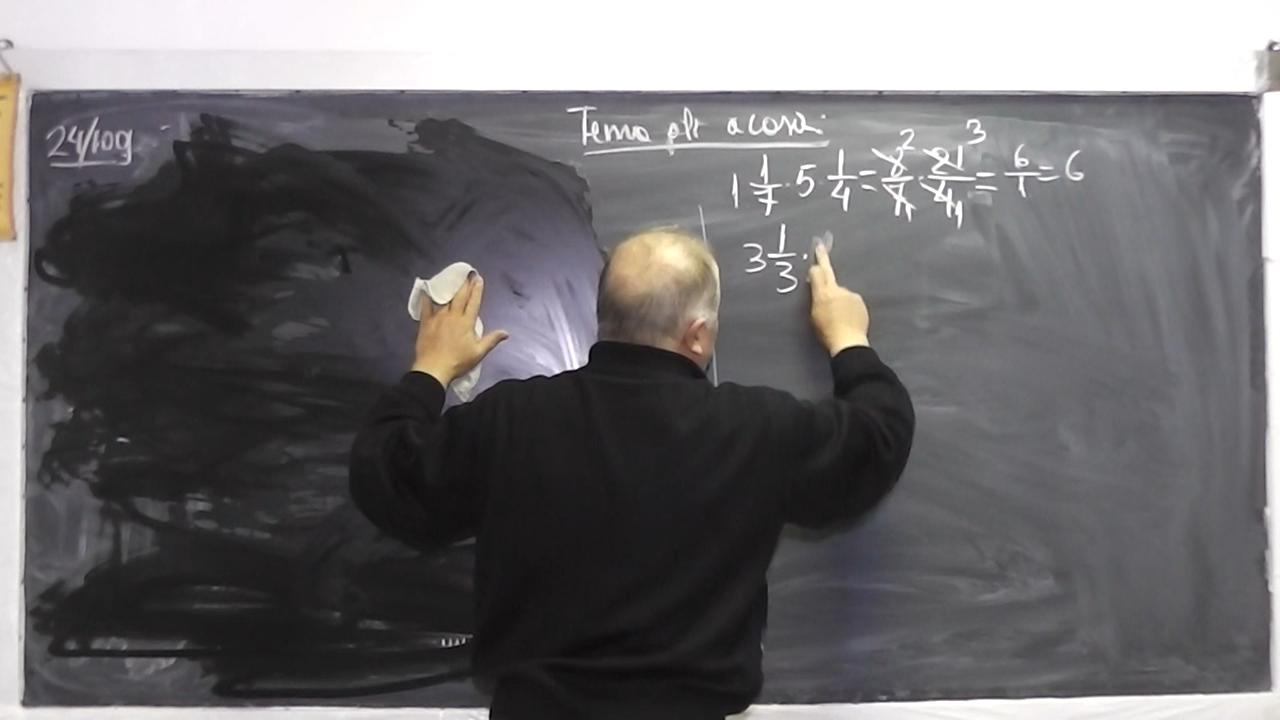 24/109
Tema pt acasă:
1 1/7 · 5 1/4 = 8/7 · 21/4 = 6/1 = 6
3 1/3 ·